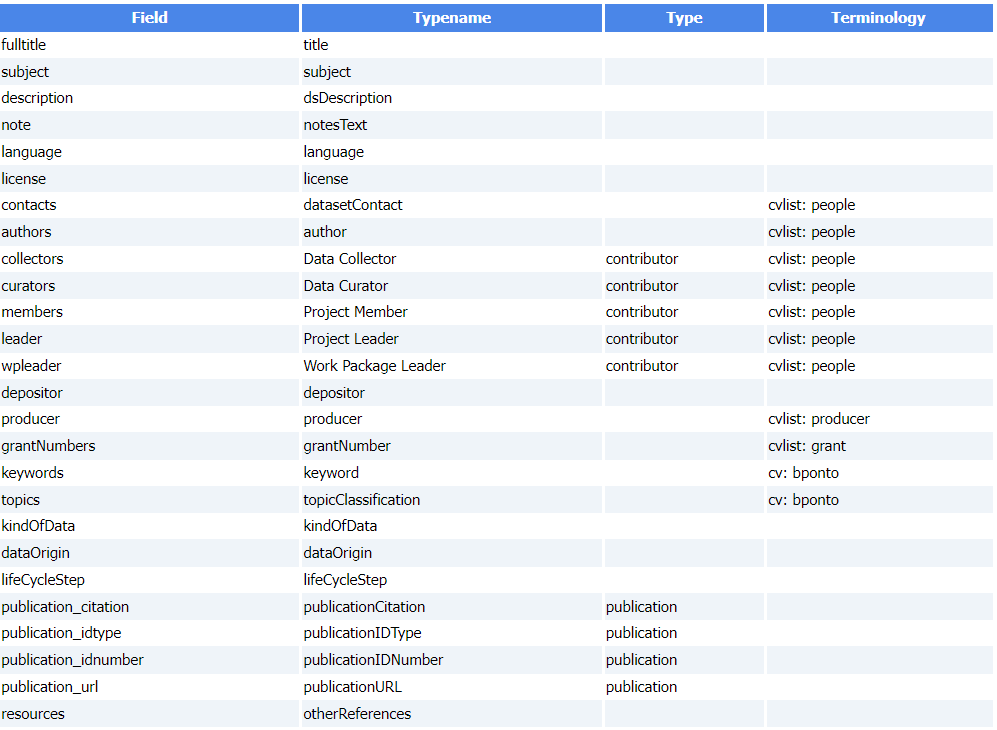 Field Typename Type Terminology
fulltitle title
subject subject
description dsDescription
note notesText
language language
license license
contacts datasetContact cvlist: people
authors author cvlist: people
collectors Data Collector contributor cvlist: people
curators Data Curator contributor cvlist: people
members Project Member contributor cvlist: people
leader Project Leader contributor cvlist: people
wpleader Work Package Leader contributor cvlist: people
depositor depositor
producer producer cvlist: producer
grantNumbers grantNumber cvlist: grant
keywords keyword cv: bponto
topics topicClassification cv: bponto
kindOfData kindOfData
dataOrigin dataOrigin
lifeCycleStep lifeCycleStep
publication_citation publicationCitation publication
publication_idtype publicationIDType publication
publication_idnumber publicationIDNumber publication
publication_url publicationURL publication
resources otherReferences